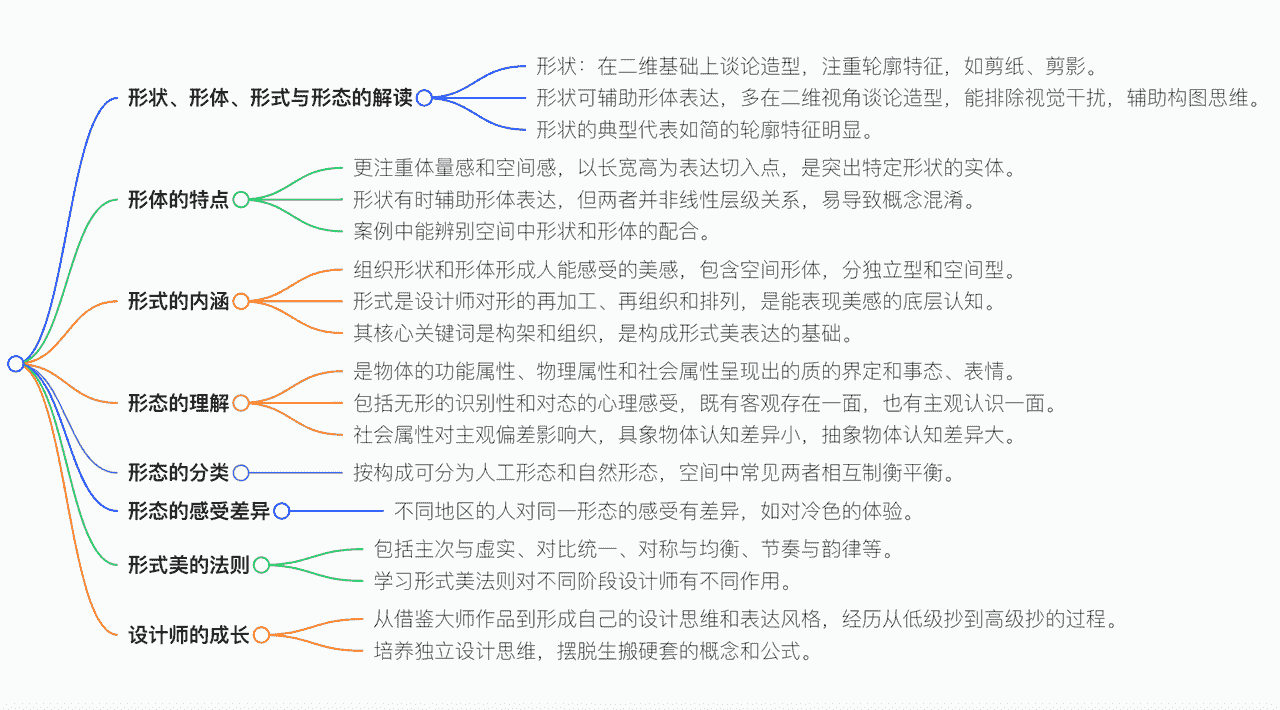 形状、形体、形式与形态的解读
形状：在二维基础上谈论造型，注重轮廓特征，如剪纸、剪影。
形状可辅助形体表达，多在二维视角谈论造型，能排除视觉干扰，辅助构图思维。
形状的典型代表如简的轮廓特征明显。
形体的特点
更注重体量感和空间感，以长宽高为表达切入点，是突出特定形状的实体。
形状有时辅助形体表达，但两者并非线性层级关系，易导致概念混淆。
案例中能辨别空间中形状和形体的配合。
形式的内涵
组织形状和形体形成人能感受的美感，包含空间形体，分独立型和空间型。
形式是设计师对形的再加工、再组织和排列，是能表现美感的底层认知。
其核心关键词是构架和组织，是构成形式美表达的基础。
形态的理解
是物体的功能属性、物理属性和社会属性呈现出的质的界定和事态、表情。
包括无形的识别性和对态的心理感受，既有客观存在一面，也有主观认识一面。
社会属性对主观偏差影响大，具象物体认知差异小，抽象物体认知差异大。
形态的分类
按构成可分为人工形态和自然形态，空间中常见两者相互制衡平衡。
形态的感受差异
不同地区的人对同一形态的感受有差异，如对冷色的体验。
形式美的法则
包括主次与虚实、对比统一、对称与均衡、节奏与韵律等。
学习形式美法则对不同阶段设计师有不同作用。
设计师的成长
从借鉴大师作品到形成自己的设计思维和表达风格，经历从低级抄到高级抄的过程。
培养独立设计思维，摆脱生搬硬套的概念和公式。